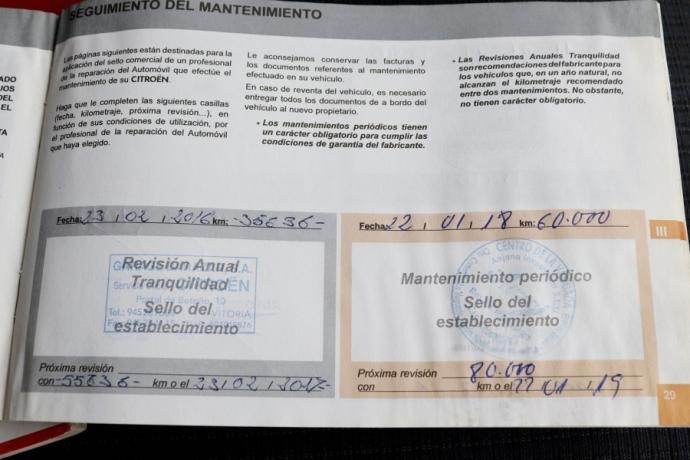 SEGUIMIENTO DEL MANTENIMIENTO
Las páginas siguientes están destinadas para la
aplicación del sello comercial de un profesional
de la reparación del Automóvil que efectúe el
mantenimiento de su CITROËN.
Haga que le completen las siguientes casillas
(fecha, kilometraje, próxima revisión...), en
función de sus condiciones de utilización, por
el profesional de la reparación del Automóvil
que haya elegido.
Le aconsejamos conservar las facturas y
los documentos referentes al mantenimiento
efectuado en su vehículo.
En caso de reventa del vehículo, es necesario
entregar todos los documentos de a bordo del
vehículo al nuevo propietario.
• Los mantenimientos periódicos tienen
un carácter obligatorio para cumplir las
condiciones de garantía del fabricante.
• Las Revisiones Anuales Tranquilidad
son recomendaciones del fabricante para
los vehículos que, en un año natural, no
alcanzan el kilometraje recomendado
entre dos mantenimientos. No obstante,
no tienen carácter obligatorio.
ADO
JOS
DEL
EL
TA
Fecha: 23 , 02 , 2016 km: -35636-
Revisión Anual
Tranquilidad
Sello del
establecimiento
VITORIA
Próxima revisión
con -55636- km o el 23, 02, 2017-
Fecha: 22 , 01, 18 km: 60.000
CENTRO DE LA
Mantenimiento periódico
Sello del
establecimiento
Próxima revisión 80.000
con km o el 22 01 , 19
III
29